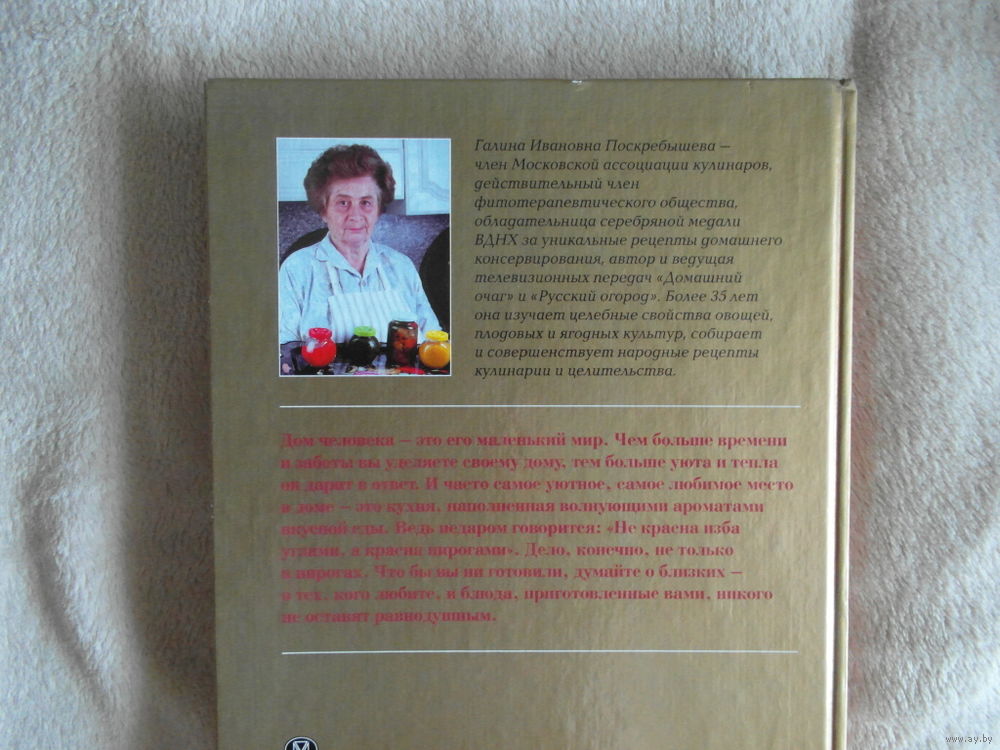 Галина Ивановна Поскребышева –
член Московской ассоциации кулинаров,
действительный член
фитотерапевтического общества,
обладательница серебряной медали
ВДНХ за уникальные рецепты домашнего
консервирования, автор и ведущая
телевизионных передач «Домашний
очаг» и «Русский огород». Более 35 лет
она изучает целебные свойства овощей,
плодовых и ягодных культур, собирает
и совершенствует народные рецепты
кулинарии и целительства.
Дом человека – это его маленький мир. Чем больше времени
и заботы вы уделяете своему дому, тем больше уюта и тепла
он дарит в ответ. И часто самое уютное, самое любимое место
в доме – это кухня, наполненная волнующими ароматами
вкусной еды. Ведь недаром говорится: «Не красна изба
углами, а красна пирогами». Дело, конечно, не только
в пирогах. Что бы вы ни готовили, думайте о близких –
о тех, кого любите, и блюда, приготовленные вами, никого
не оставят равнодушным.
www.ay.by